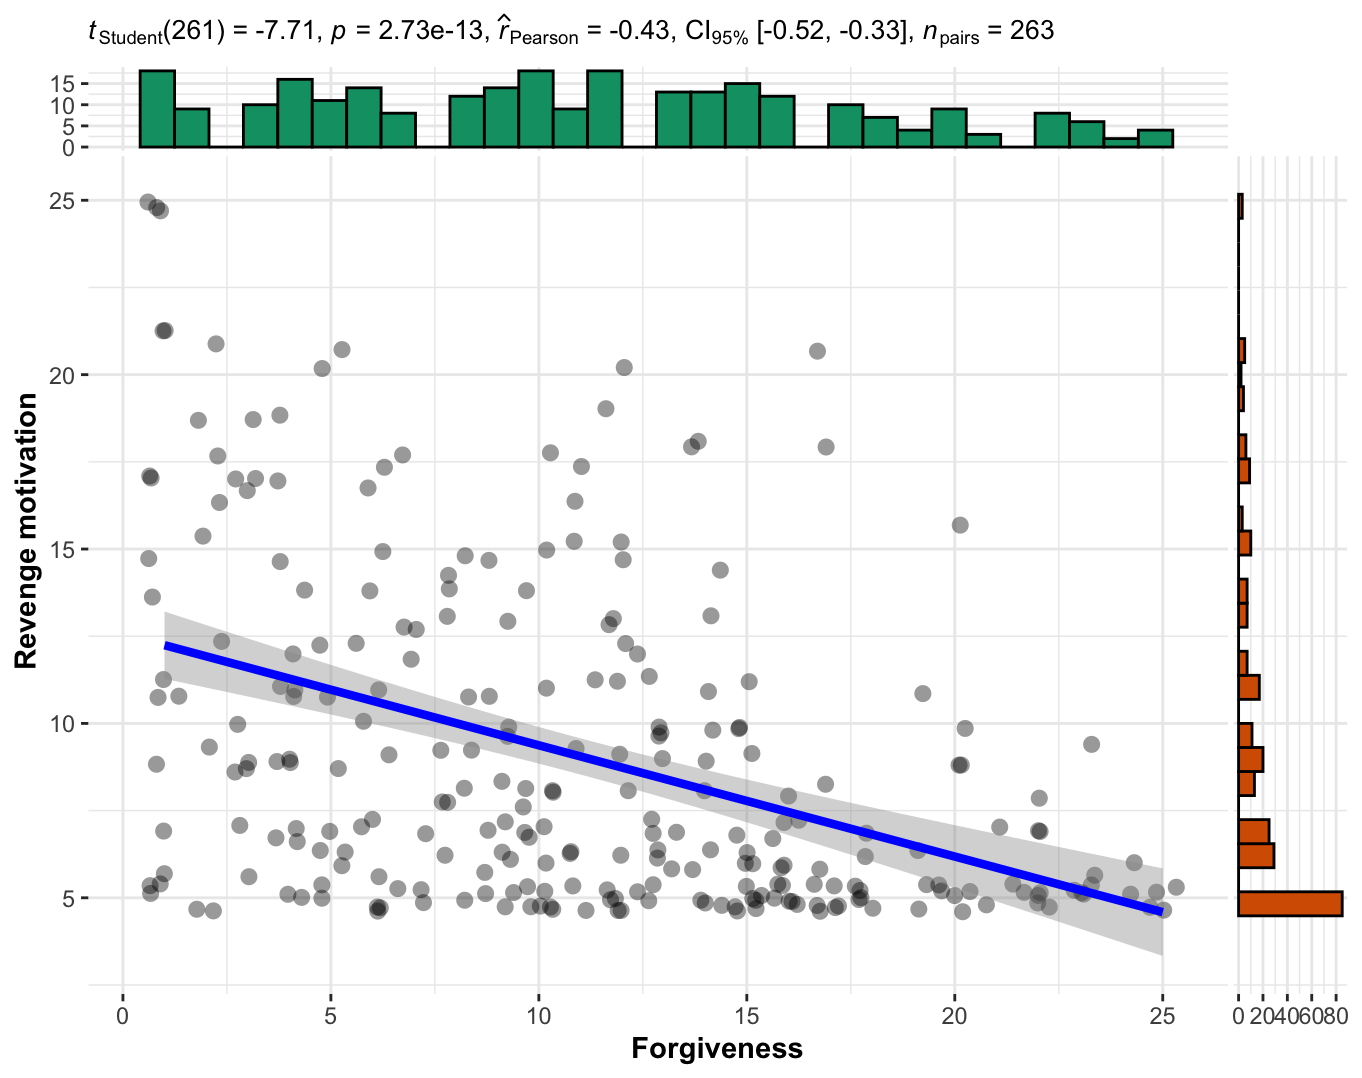 tStudent(261) = -7.71, p = 2.73e-13, r̂Pearson = -0.43, CI95% [-0.52, -0.33], npairs = 263
15
10
5
0
25
20
15
10
5
Revenge motivation
0 5 10 15 20 25
0 20 40 60 80
Forgiveness